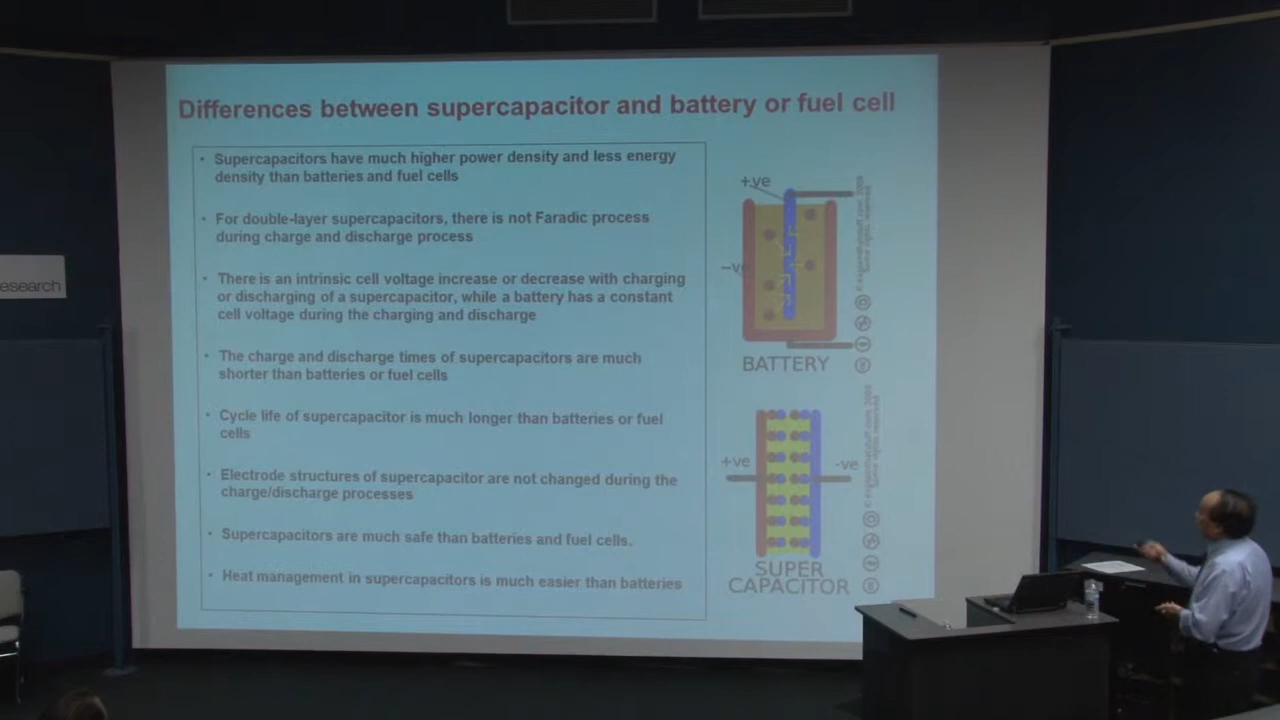 Differences between supercapacitor and battery or fuel cell
• Supercapacitors have much higher power density and less energy
density than batteries and fuel cells
• For double-layer supercapacitors, there is not Faradic process
during charge and discharge process
• There is an intrinsic cell voltage increase or decrease with charging
or discharging of a supercapacitor, while a battery has a constant
cell voltage during the charging and discharge
• The charge and discharge times of supercapacitors are much
shorter than batteries or fuel cells
• Cycle life of supercapacitor is much longer than batteries or fuel
cells
• Electrode structures of supercapacitor are not changed during the
charge/discharge processes
• Supercapacitors are much safe than batteries and fuel cells.
• Heat management in supercapacitors is much easier than batteries
+ve
-ve
BATTERY
+ve
-ve
SUPER
CAPACITOR
esearch